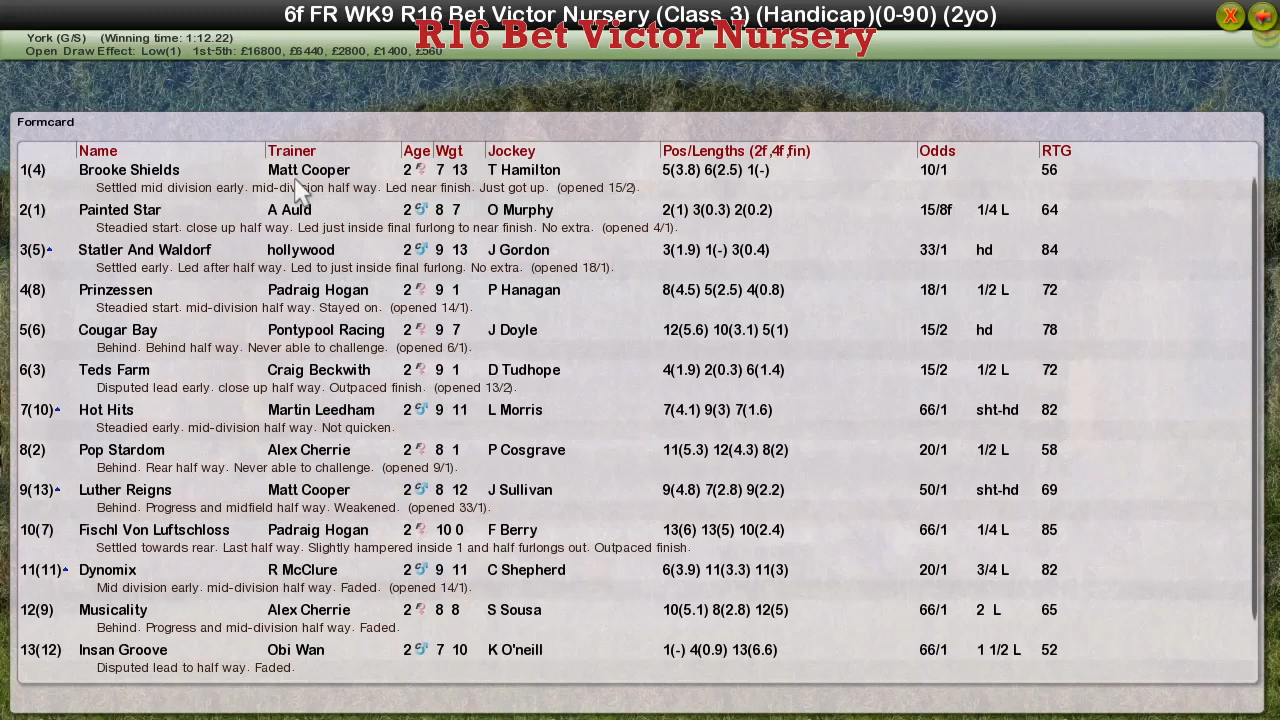 6f FR WK9 R16 Bet Victor Nursery (Class 3) (Handicap)(0-90) (2yo)
R16 Bet Victor Nursery
York (G/S) (Winning time: 1:12.22)
Open Draw Effect: Low(1) 1st-5th: £16800, £6440, £2800, £1400, £560
Formcard
Name Trainer Age Wgt Jockey Pos/Lengths (2f,4f,fin) Odds RTG
1(4) Brooke Shields Matt Cooper 2 7 13 T Hamilton 5(3.8) 6(2.5) 1(-) 10/1 56
Settled mid division early. mid-division half way. Led near finish. Just got up. (opened 15/2).
2(1) Painted Star A Auld 2 8 7 O Murphy 2(1) 3(0.3) 2(0.2) 15/8f 1/4 L 64
Steadied start. close up half way. Led just inside final furlong to near finish. No extra. (opened 4/1).
3(5) Statler And Waldorf hollywood 2 9 13 J Gordon 3(1.9) 1(-) 3(0.4) 33/1 hd 84
Settled early. Led after half way. Led to just inside final furlong. No extra. (opened 18/1).
4(8) Prinzessen Padraig Hogan 2 9 1 P Hanagan 8(4.5) 5(2.5) 4(0.8) 18/1 1/2 L 72
Steadied start. mid-division half way. Stayed on. (opened 14/1).
5(6) Cougar Bay Pontypool Racing 2 9 7 J Doyle 12(5.6) 10(3.1) 5(1) 15/2 hd 78
Behind. Behind half way. Never able to challenge. (opened 6/1).
6(3) Teds Farm Craig Beckwith 2 9 1 D Tudhope 4(1.9) 2(0.3) 6(1.4) 15/2 1/2 L 72
Disputed lead early. close up half way. Outpaced finish. (opened 13/2).
7(10) Hot Hits Martin Leedham 2 9 11 L Morris 7(4.1) 9(3) 7(1.6) 66/1 sht-hd 82
Steadied early. mid-division half way. Not quicken.
8(2) Pop Stardom Alex Cherrie 2 8 1 P Cosgrave 11(5.3) 12(4.3) 8(2) 20/1 1/2 L 58
Behind. Rear half way. Never able to challenge. (opened 9/1).
9(13) Luther Reigns Matt Cooper 2 8 12 J Sullivan 9(4.8) 7(2.8) 9(2.2) 50/1 sht-hd 69
Behind. Progress and midfield half way. Weakened. (opened 33/1).
10(7) Fischl Von Luftschloss Padraig Hogan 2 10 0 F Berry 13(6) 13(5) 10(2.4) 66/1 1/4 L 85
Settled towards rear. Last half way. Slightly hampered inside 1 and half furlongs out. Outpaced finish.
11(11) Dynomix R McClure 2 9 11 C Shepherd 6(3.9) 11(3.3) 11(3) 20/1 3/4 L 82
Mid division early. mid-division half way. Faded. (opened 14/1).
12(9) Musicality Alex Cherrie 2 8 8 S Sousa 10(5.1) 8(2.8) 12(5) 66/1 2 L 65
Behind. Progress and mid-division half way. Faded.
13(12) Insan Groove Obi Wan 2 7 10 K O'neill 1(-) 4(0.9) 13(6.6) 66/1 1 1/2 L 52
Disputed lead to half way. Faded.